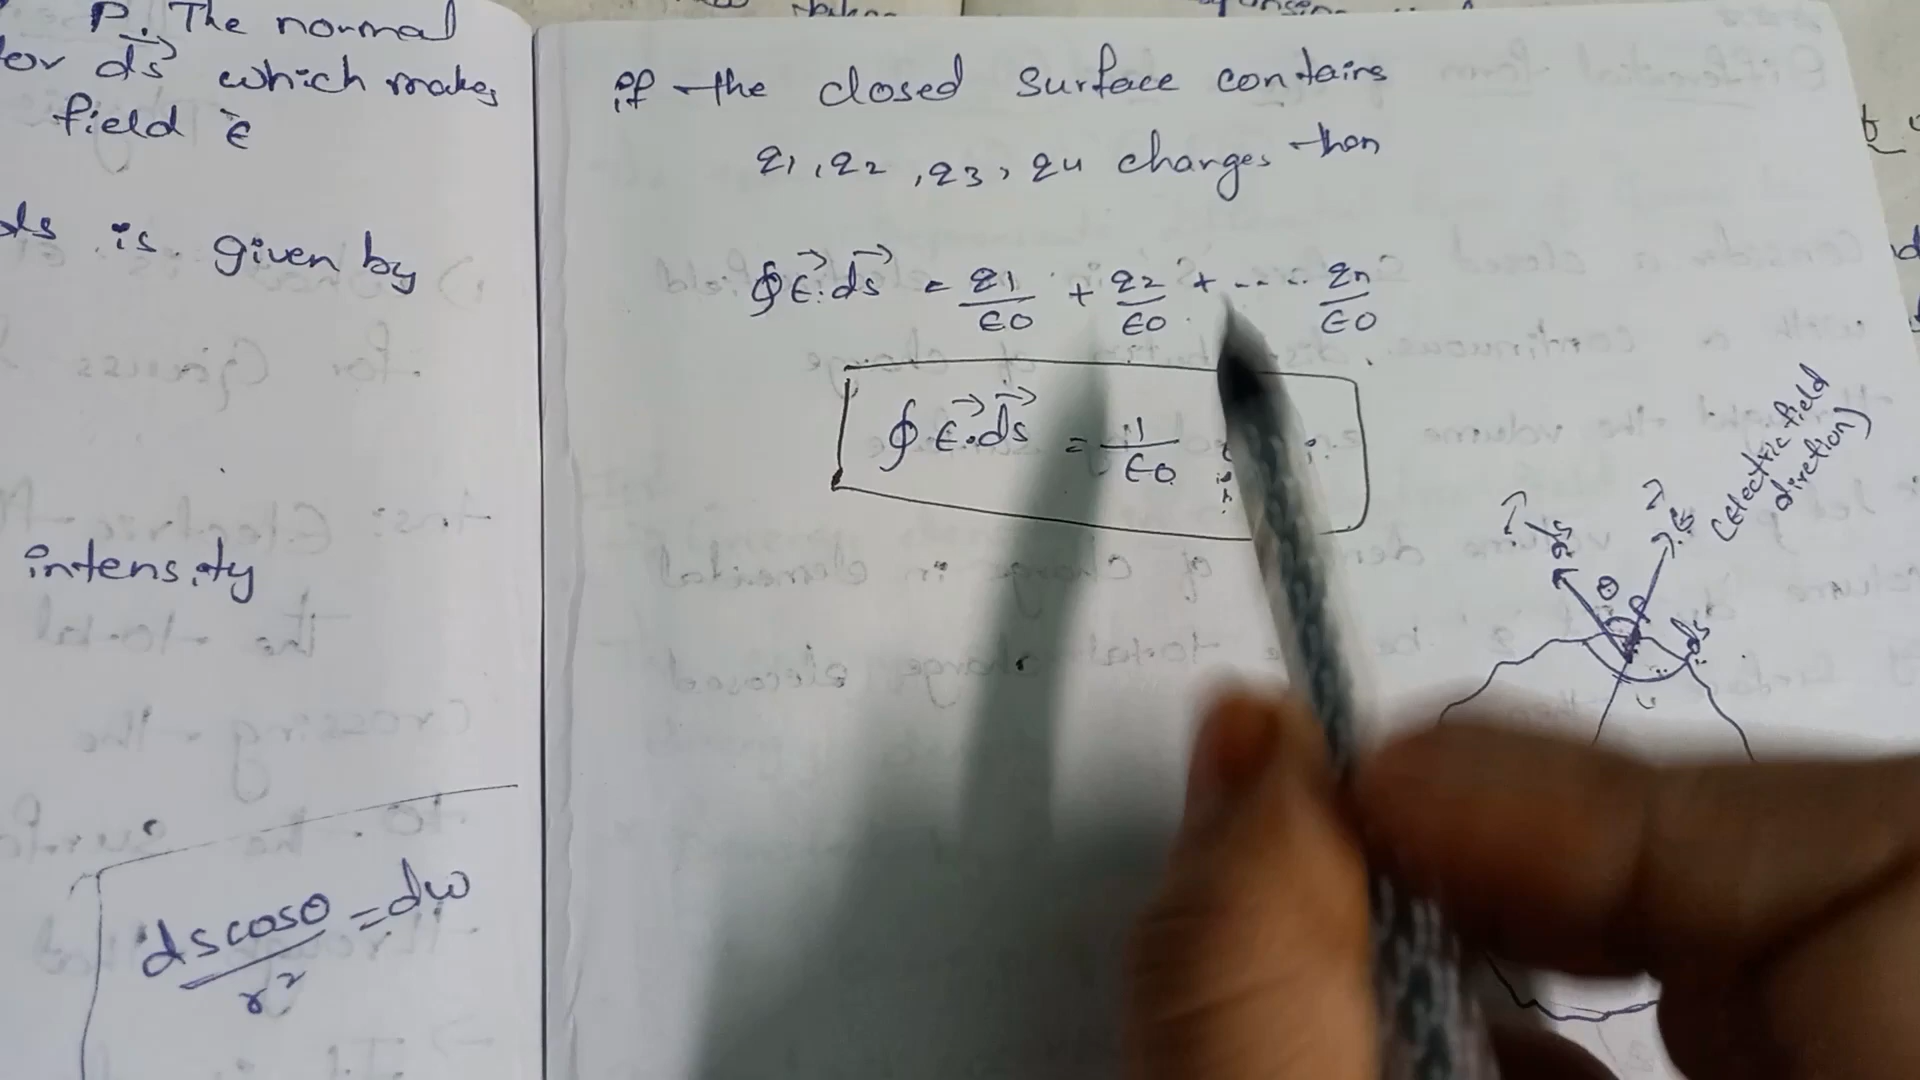 P. The normal
for ds which makes
field E
ds is given by
intensity
ds cosθ / r² = dω
if the closed surface contains
q1, q2, q3, q4 charges then
∮E.ds = q1/ε0 + q2/ε0 + --- qn/ε0
∮E.ds = 1/ε0
ds
E
(Electric field
direction)
θ
P
ds